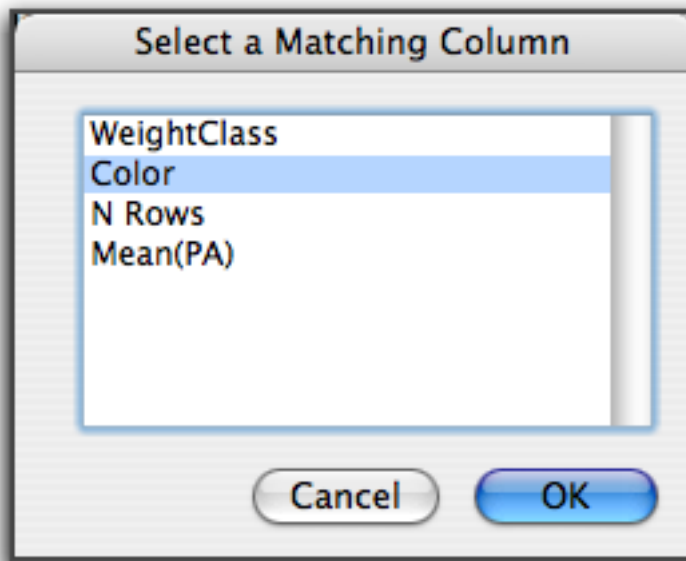 Select a Matching Column
WeightClass
Color
N Rows
Mean(PA)
Cancel OK